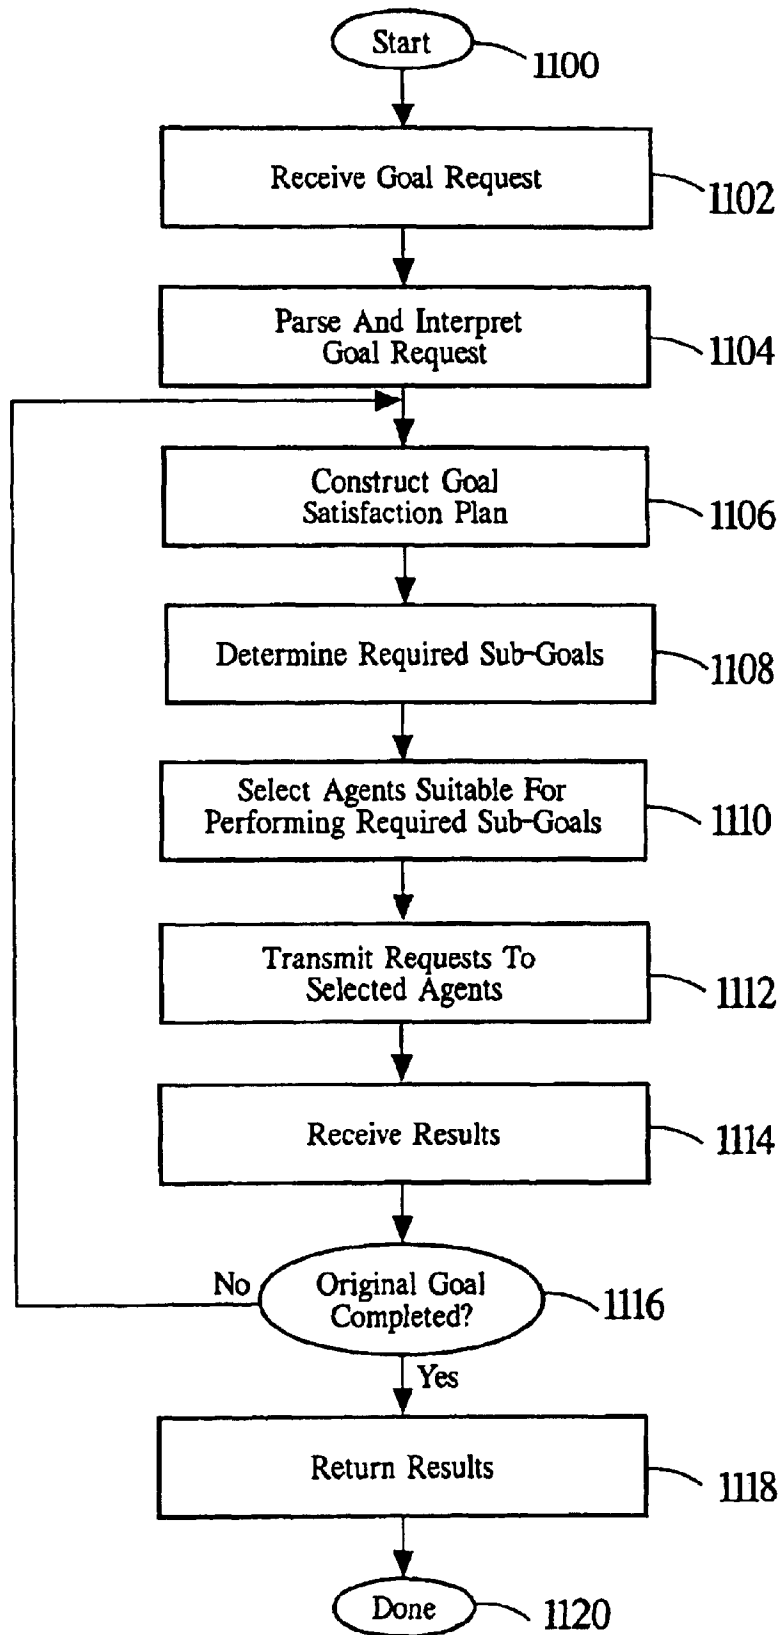 Start
1100
Receive Goal Request
1102
Parse And Interpret
Goal Request
1104
Construct Goal
Satisfaction Plan
1106
Determine Required Sub-Goals
1108
Select Agents Suitable For
Performing Required Sub-Goals
1110
Transmit Requests To
Selected Agents
1112
Receive Results
1114
No
Original Goal
Completed?
1116
Yes
Return Results
1118
Done
1120